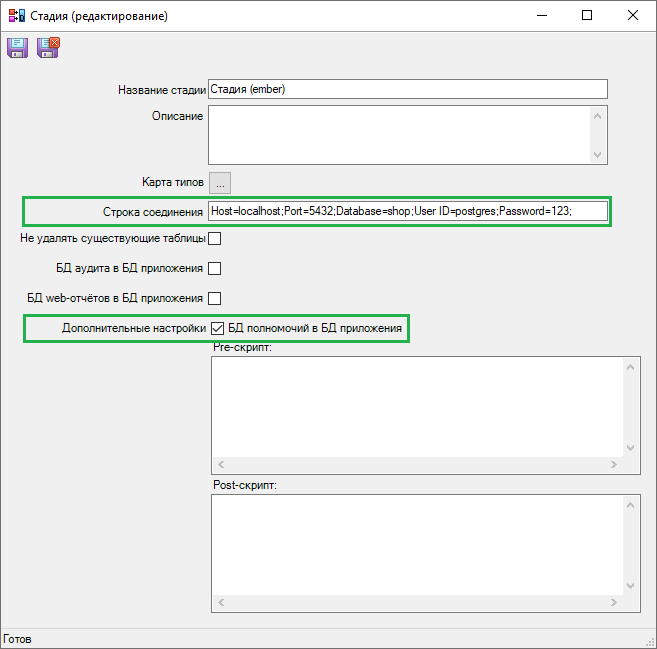 Стадия (редактирование)
Название стадии Стадия (ember)
Описание
Карта типов ...
Строка соединения Host=localhost;Port=5432;Database=shop;User ID=postgres;Password=123;
Не удалять существующие таблицы
БД аудита в БД приложения
БД web-отчётов в БД приложения
Дополнительные настройки БД полномочий в БД приложения
Pre-скрипт:
Post-скрипт:
Готов